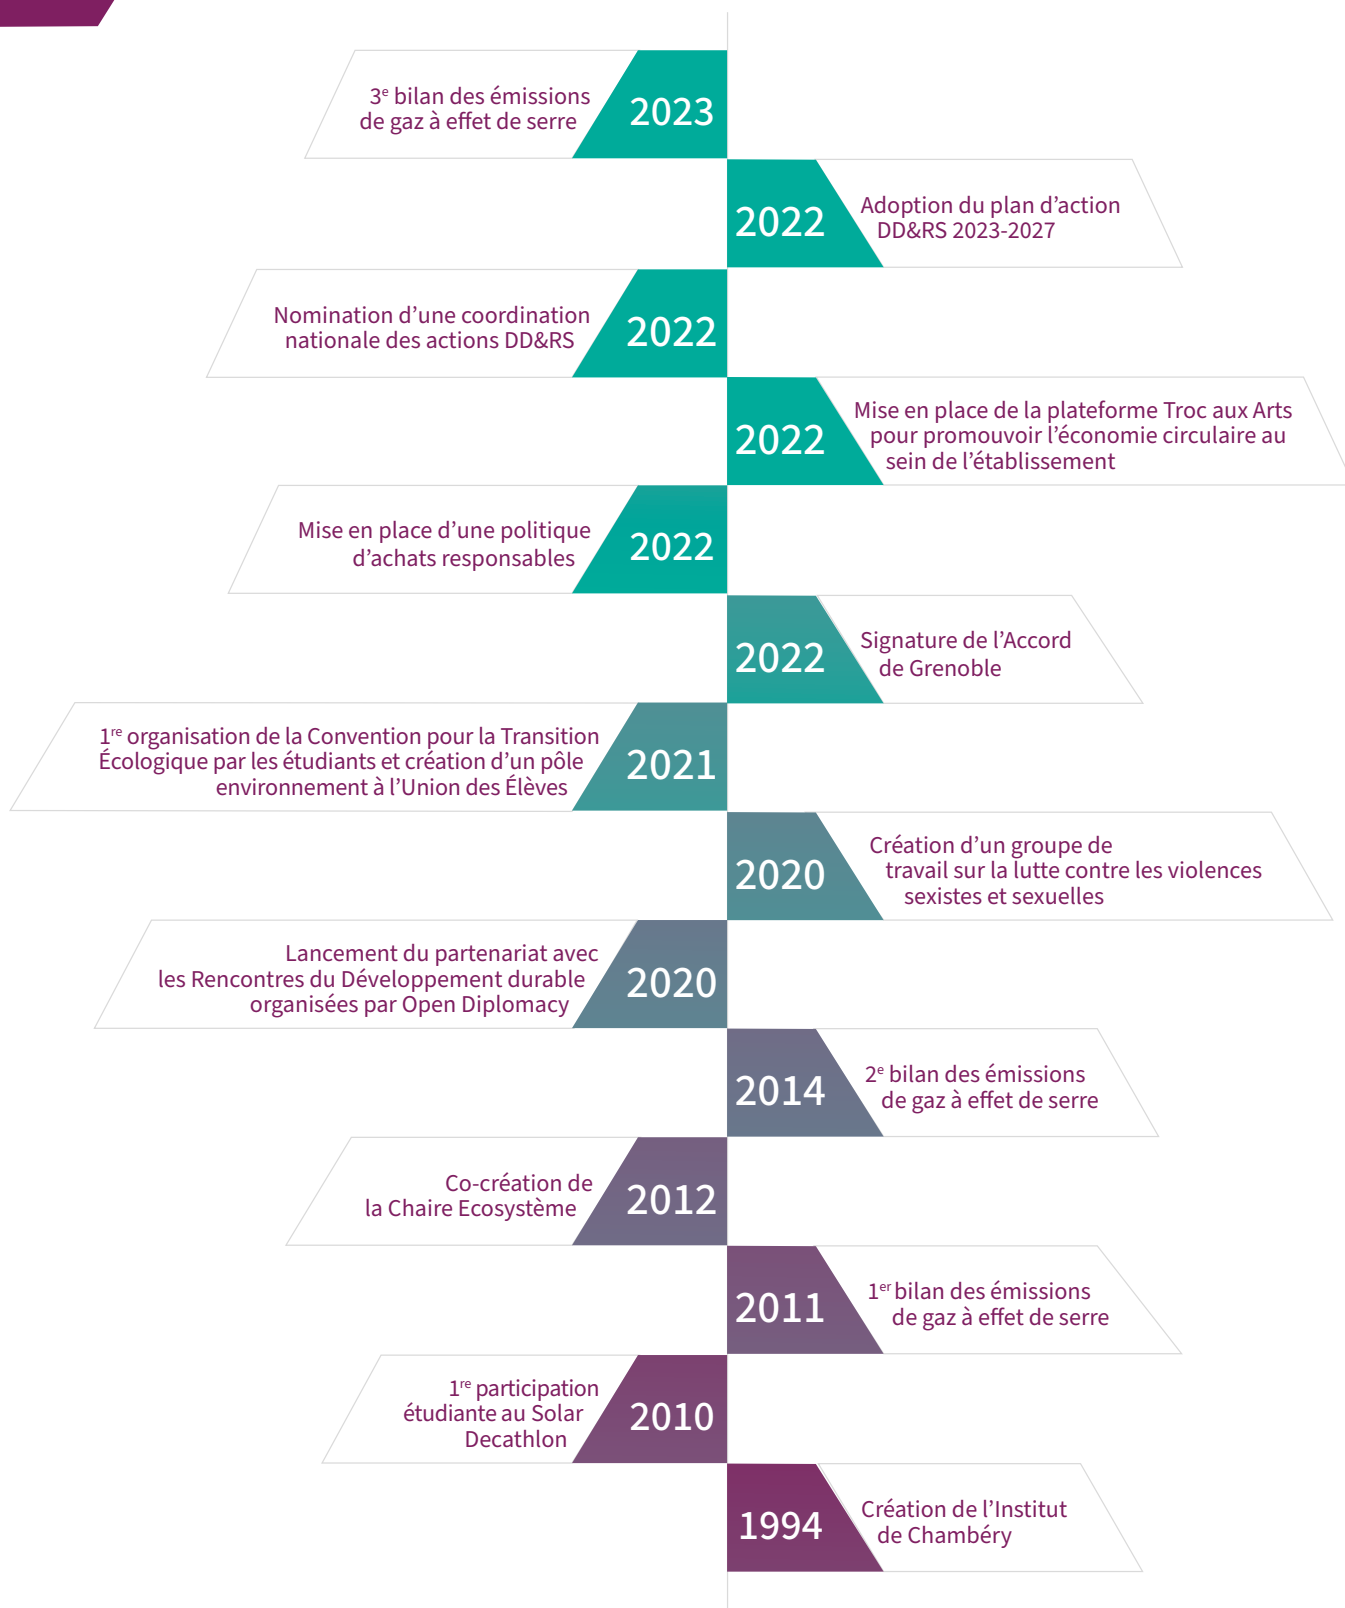 3e bilan des émissions
de gaz à effet de serre
2023
2022
Adoption du plan d’action
DD&RS 2023-2027
Nomination d’une coordination
nationale des actions DD&RS
2022
2022
Mise en place de la plateforme Troc aux Arts
pour promouvoir l’économie circulaire au
sein de l’établissement
Mise en place d’une politique
d’achats responsables
2022
2022
Signature de l’Accord
de Grenoble
1re organisation de la Convention pour la Transition
Écologique par les étudiants et création d’un pôle
environnement à l’Union des Élèves
2021
2020
Création d’un groupe de
travail sur la lutte contre les violences
sexistes et sexuelles
Lancement du partenariat avec
les Rencontres du Développement durable
organisées par Open Diplomacy
2020
2014
2e bilan des émissions
de gaz à effet de serre
Co-création de
la Chaire Ecosystème
2012
2011
1er bilan des émissions
de gaz à effet de serre
1re participation
étudiante au Solar
Decathlon
2010
1994
Création de l’Institut
de Chambéry